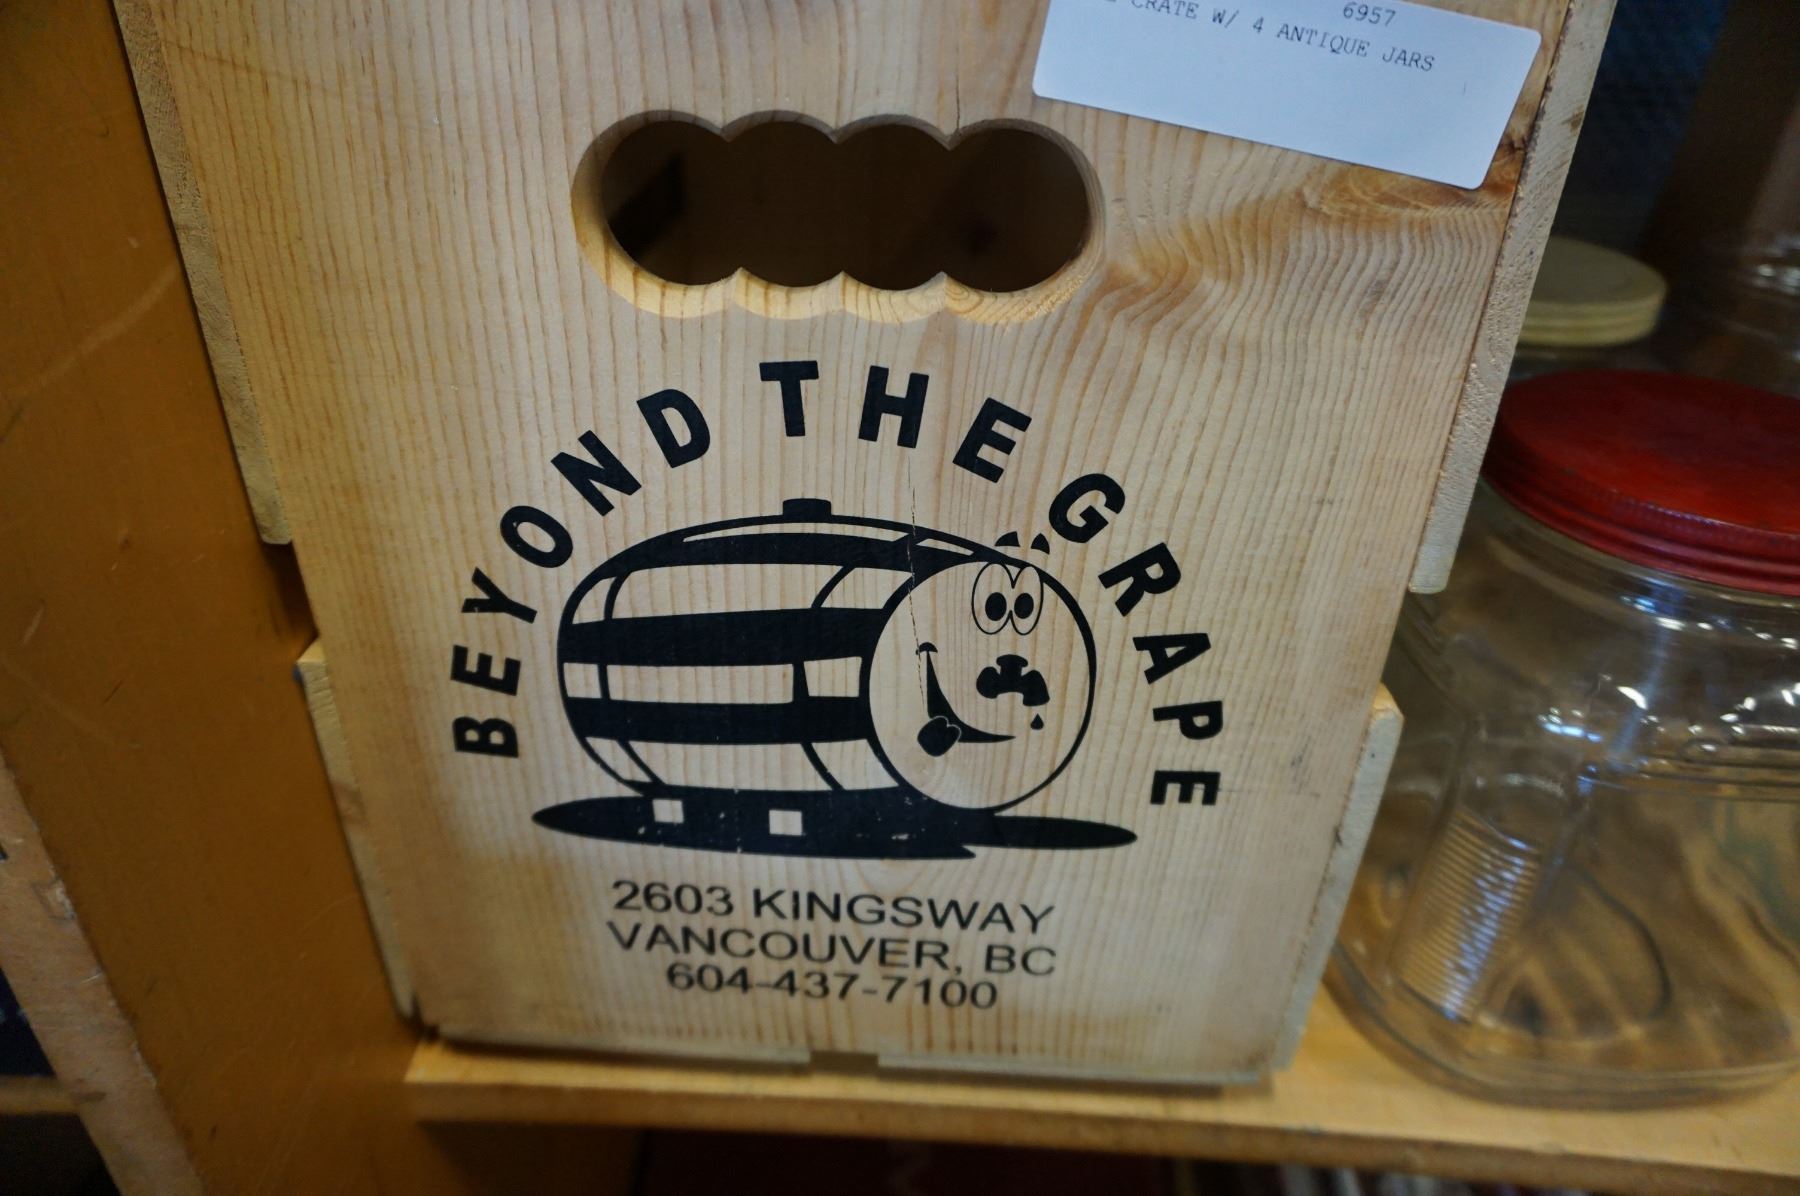 6957
CRATE W/ 4 ANTIQUE JARS
BEYOND THE GRAPE
2603 KINGSWAY
VANCOUVER, BC
604-437-7100